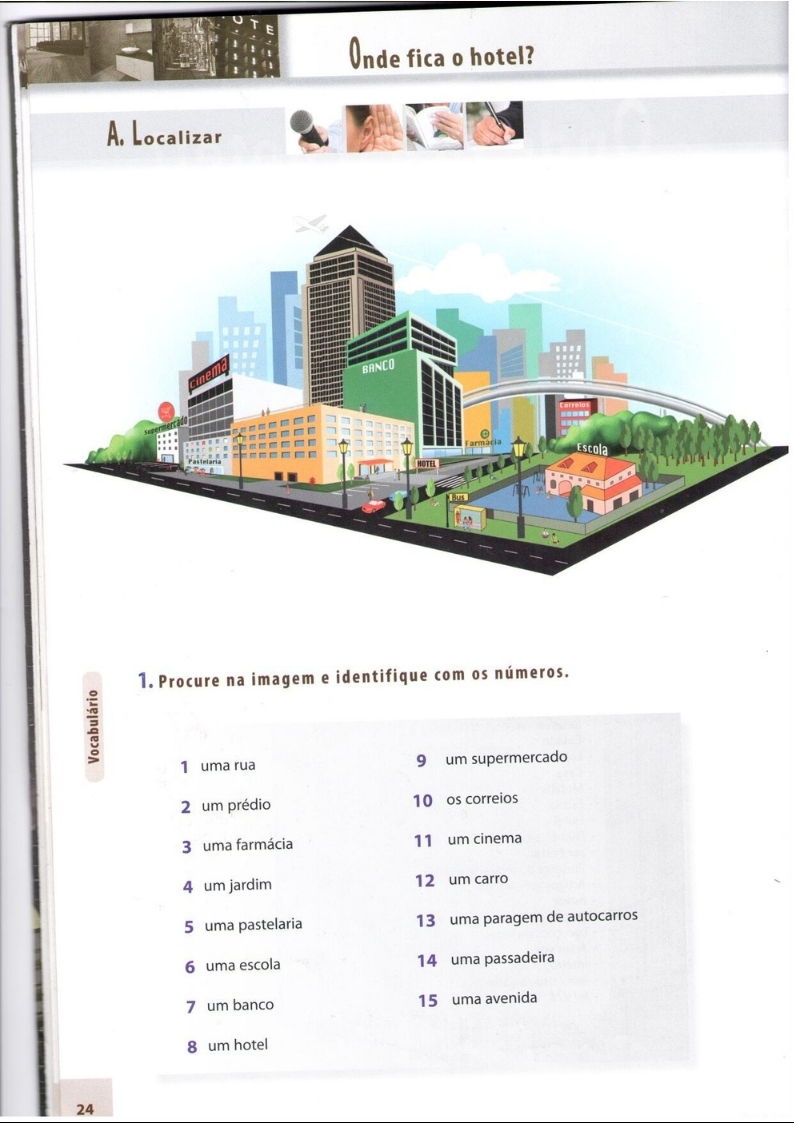 OTE
Onde fica o hotel?
A. Localizar
Cinema
BANCO
Supermercado
Pastelaria
HOTEL
Farmácia
Correios
Escola
Bus
Vocabulário
1. Procure na imagem e identifique com os números.
1 uma rua
2 um prédio
3 uma farmácia
4 um jardim
5 uma pastelaria
6 uma escola
7 um banco
8 um hotel
9 um supermercado
10 os correios
11 um cinema
12 um carro
13 uma paragem de autocarros
14 uma passadeira
15 uma avenida
24